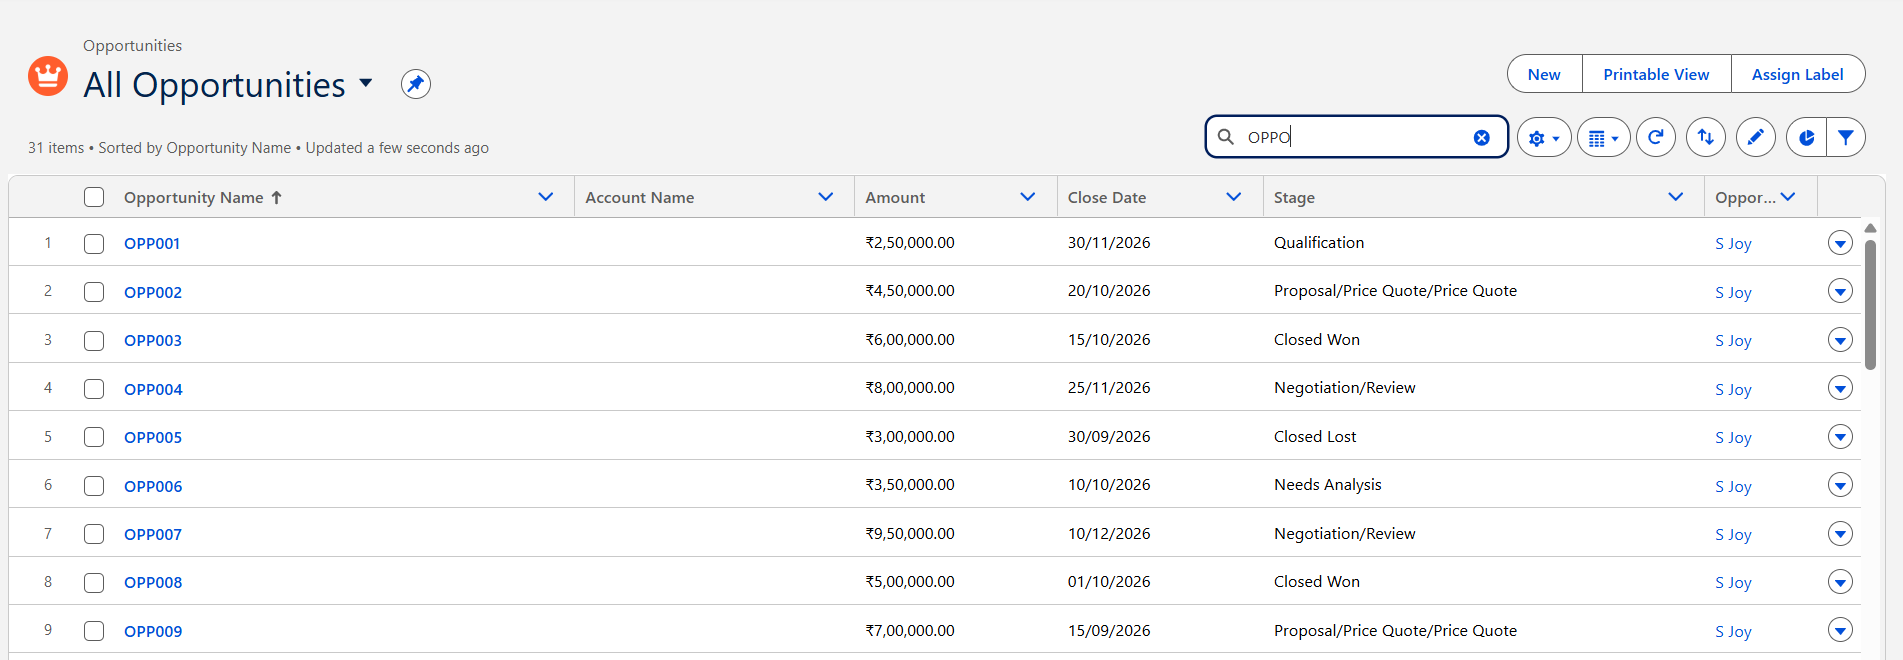 Opportunities
All Opportunities
New Printable View Assign Label
31 items • Sorted by Opportunity Name • Updated a few seconds ago
OPPO
Opportunity Name Account Name Amount Close Date Stage Oppor...
1 OPP001 ₹2,50,000.00 30/11/2026 Qualification S Joy
2 OPP002 ₹4,50,000.00 20/10/2026 Proposal/Price Quote/Price Quote S Joy
3 OPP003 ₹6,00,000.00 15/10/2026 Closed Won S Joy
4 OPP004 ₹8,00,000.00 25/11/2026 Negotiation/Review S Joy
5 OPP005 ₹3,00,000.00 30/09/2026 Closed Lost S Joy
6 OPP006 ₹3,50,000.00 10/10/2026 Needs Analysis S Joy
7 OPP007 ₹9,50,000.00 10/12/2026 Negotiation/Review S Joy
8 OPP008 ₹5,00,000.00 01/10/2026 Closed Won S Joy
9 OPP009 ₹7,00,000.00 15/09/2026 Proposal/Price Quote/Price Quote S Joy